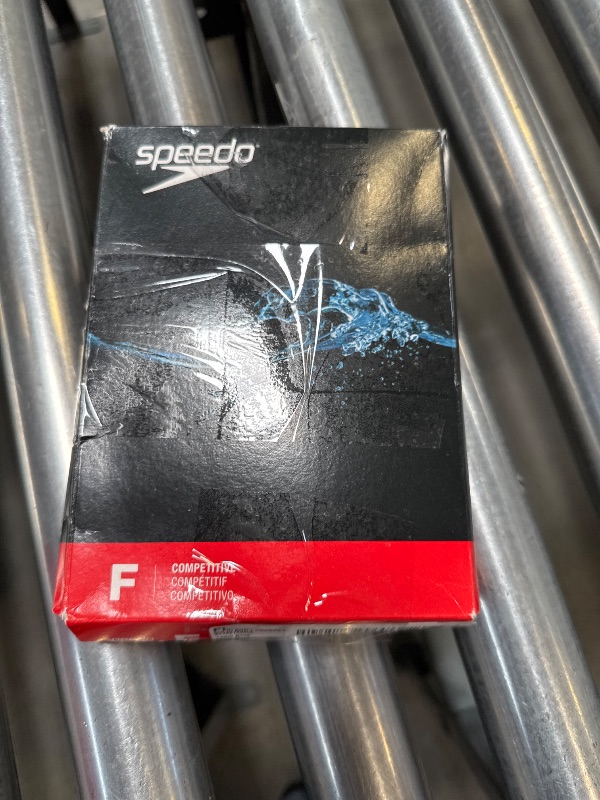 speedo
F
COMPETITIVE
COMPÉTITIF
COMPETITIVO